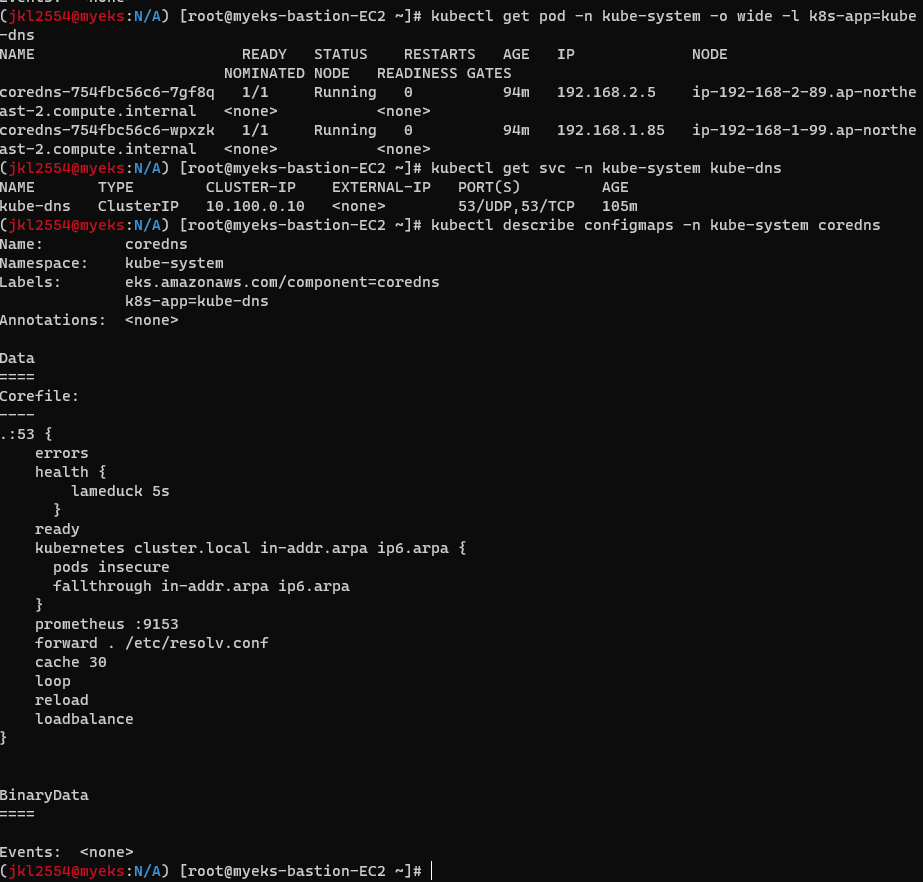 Events:  <none>
(jkl2554@myeks:N/A) [root@myeks-bastion-EC2 ~]# kubectl get pod -n kube-system -o wide -l k8s-app=kube
-dns
NAME                       READY   STATUS    RESTARTS   AGE   IP             NODE
                         NOMINATED NODE   READINESS GATES
coredns-754fbc56c6-7gf8q   1/1     Running   0          94m   192.168.2.5    ip-192-168-2-89.ap-northe
ast-2.compute.internal   <none>           <none>
coredns-754fbc56c6-wpxzk   1/1     Running   0          94m   192.168.1.85   ip-192-168-1-99.ap-northe
ast-2.compute.internal   <none>           <none>
(jkl2554@myeks:N/A) [root@myeks-bastion-EC2 ~]# kubectl get svc -n kube-system kube-dns
NAME       TYPE        CLUSTER-IP    EXTERNAL-IP   PORT(S)         AGE
kube-dns   ClusterIP   10.100.0.10   <none>        53/UDP,53/TCP   105m
(jkl2554@myeks:N/A) [root@myeks-bastion-EC2 ~]# kubectl describe configmaps -n kube-system coredns
Name:         coredns
Namespace:    kube-system
Labels:       eks.amazonaws.com/component=coredns
              k8s-app=kube-dns
Annotations:  <none>

Data
====
Corefile:
----
.:53 {
    errors
    health {
        lameduck 5s
      }
    ready
    kubernetes cluster.local in-addr.arpa ip6.arpa {
      pods insecure
      fallthrough in-addr.arpa ip6.arpa
    }
    prometheus :9153
    forward . /etc/resolv.conf
    cache 30
    loop
    reload
    loadbalance
}


BinaryData
====

Events:  <none>
(jkl2554@myeks:N/A) [root@myeks-bastion-EC2 ~]#